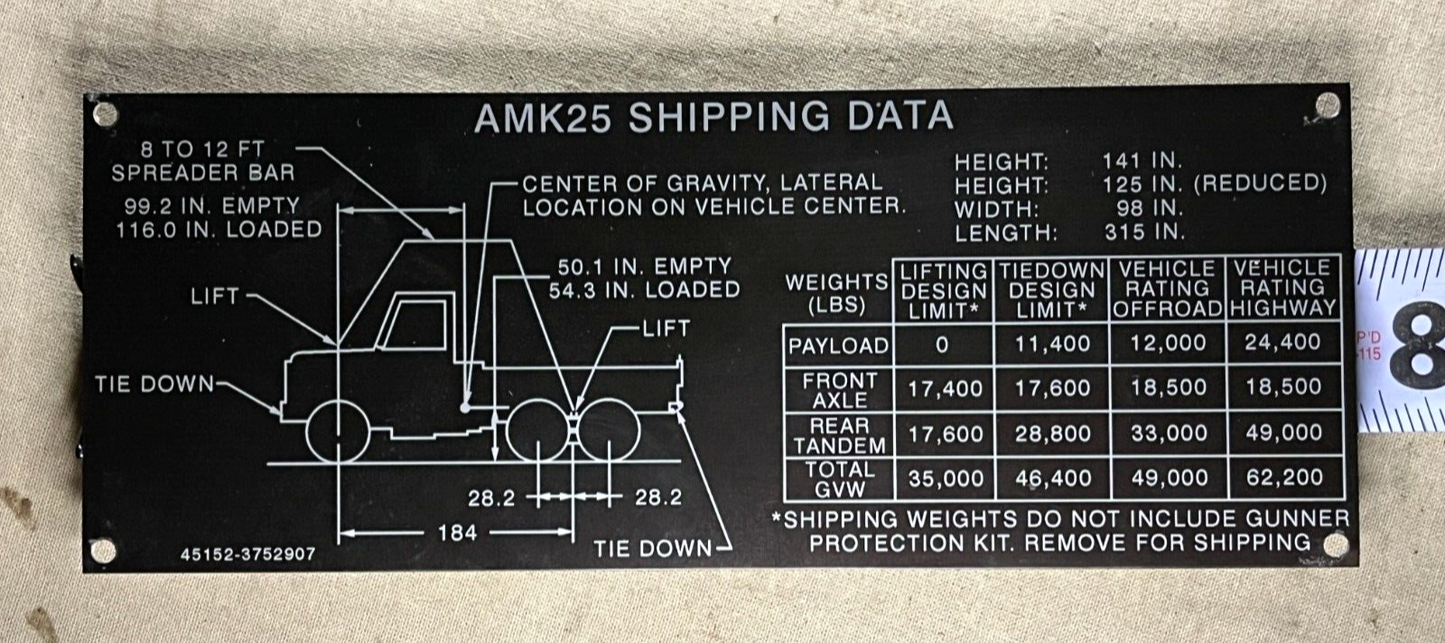 AMK25 SHIPPING DATA
8 TO 12 FT
SPREADER BAR
99.2 IN. EMPTY
116.0 IN. LOADED
CENTER OF GRAVITY, LATERAL
LOCATION ON VEHICLE CENTER.
HEIGHT: 141 IN.
HEIGHT: 125 IN. (REDUCED)
WIDTH: 98 IN.
LENGTH: 315 IN.
50.1 IN. EMPTY
54.3 IN. LOADED
LIFT
LIFT
TIE DOWN
28.2
28.2
184
TIE DOWN
45152-3752907
WEIGHTS (LBS) LIFTING DESIGN LIMIT* TIEDOWN DESIGN LIMIT* VEHICLE RATING OFFROAD VEHICLE RATING HIGHWAY
PAYLOAD 0 11,400 12,000 24,400
FRONT AXLE 17,400 17,600 18,500 18,500
REAR TANDEM 17,600 28,800 33,000 49,000
TOTAL GVW 35,000 46,400 49,000 62,200
*SHIPPING WEIGHTS DO NOT INCLUDE GUNNER
PROTECTION KIT. REMOVE FOR SHIPPING
8